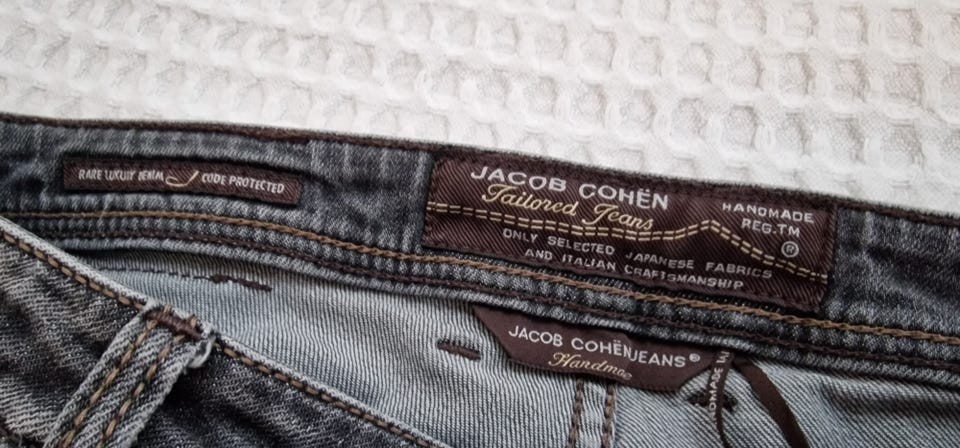 RARE LUXURY DENIM J CODE PROTECTED
JACOB COHËN
Tailored Jeans
HANDMADE
REG.TM
®
ONLY SELECTED JAPANESE FABRICS
AND ITALIAN CRAFTSMANSHIP
JACOB COHËNJEANS®